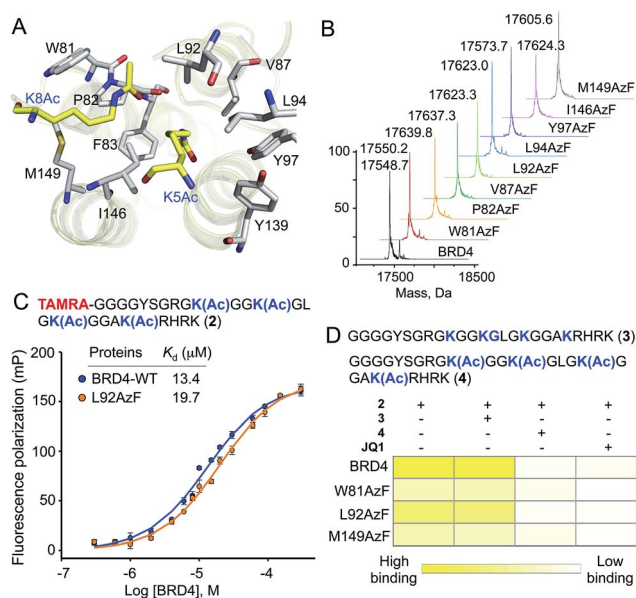 A
W81
L92
V87
K8Ac
P82
L94
F83
M149
Y97
K5Ac
I146
Y139
B
17605.6
17573.7
17624.3
17623.0
M149AzF
17623.3
I146AzF
17637.3
Y97AzF
17639.8
L94AzF
17550.2
L92AzF
17548.7
V87AzF
100
P82AzF
50
W81AzF
0
BRD4
17500 18500
Mass, Da
C
TAMRA-GGGGYSGRGK(Ac)GGK(Ac)GL
GK(Ac)GGAK(Ac)RHRK (2)
Fluorescence polarization (mP)
200
150
100
50
0
Proteins Kd (μM)
BRD4-WT 13.4
L92AzF 19.7
-7 -6 -5 -4 -3
Log [BRD4], M
D
GGGGYSGRGKGGKGLGKGGAKRHRK (3)
GGGGYSGRGK(Ac)GGK(Ac)GLGK(Ac)G
GAK(Ac)RHRK (4)
2 + + + +
3 - + - -
4 - - + -
JQ1 - - - +
BRD4
W81AzF
L92AzF
M149AzF
High binding
Low binding